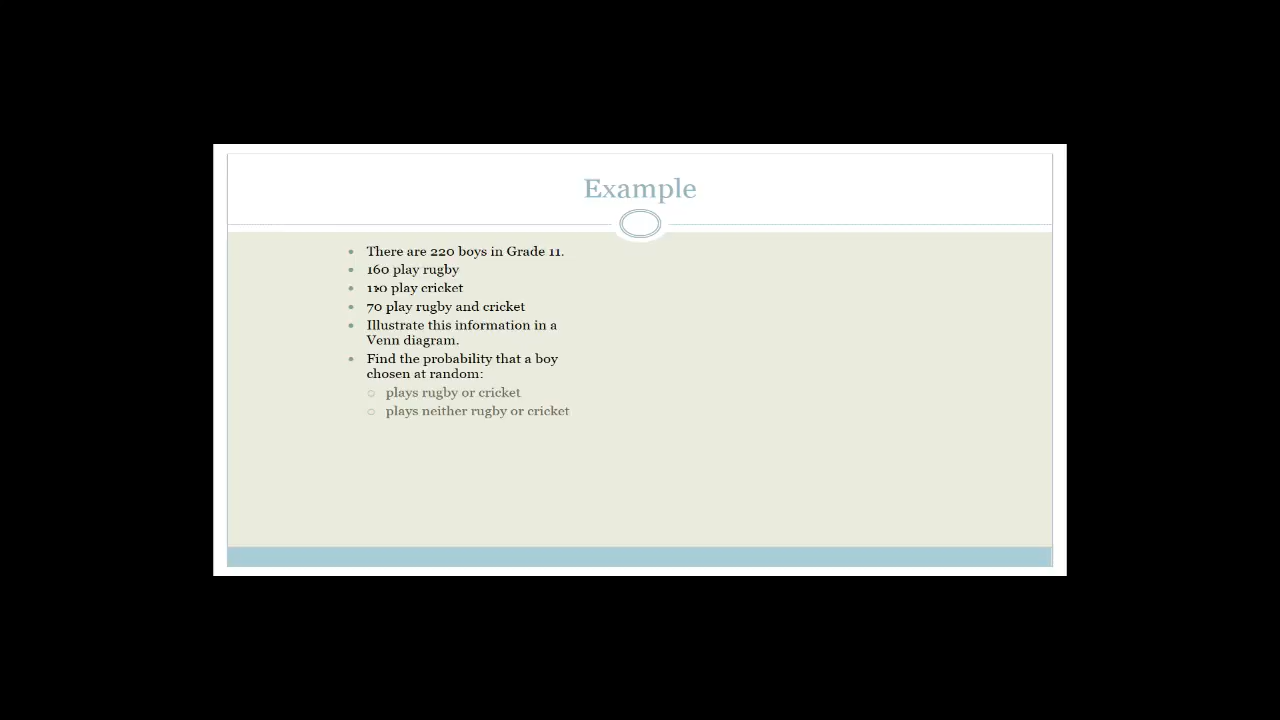 Example
There are 220 boys in Grade 11.
160 play rugby
110 play cricket
70 play rugby and cricket
Illustrate this information in a
Venn diagram.
Find the probability that a boy
chosen at random:
plays rugby or cricket
plays neither rugby or cricket